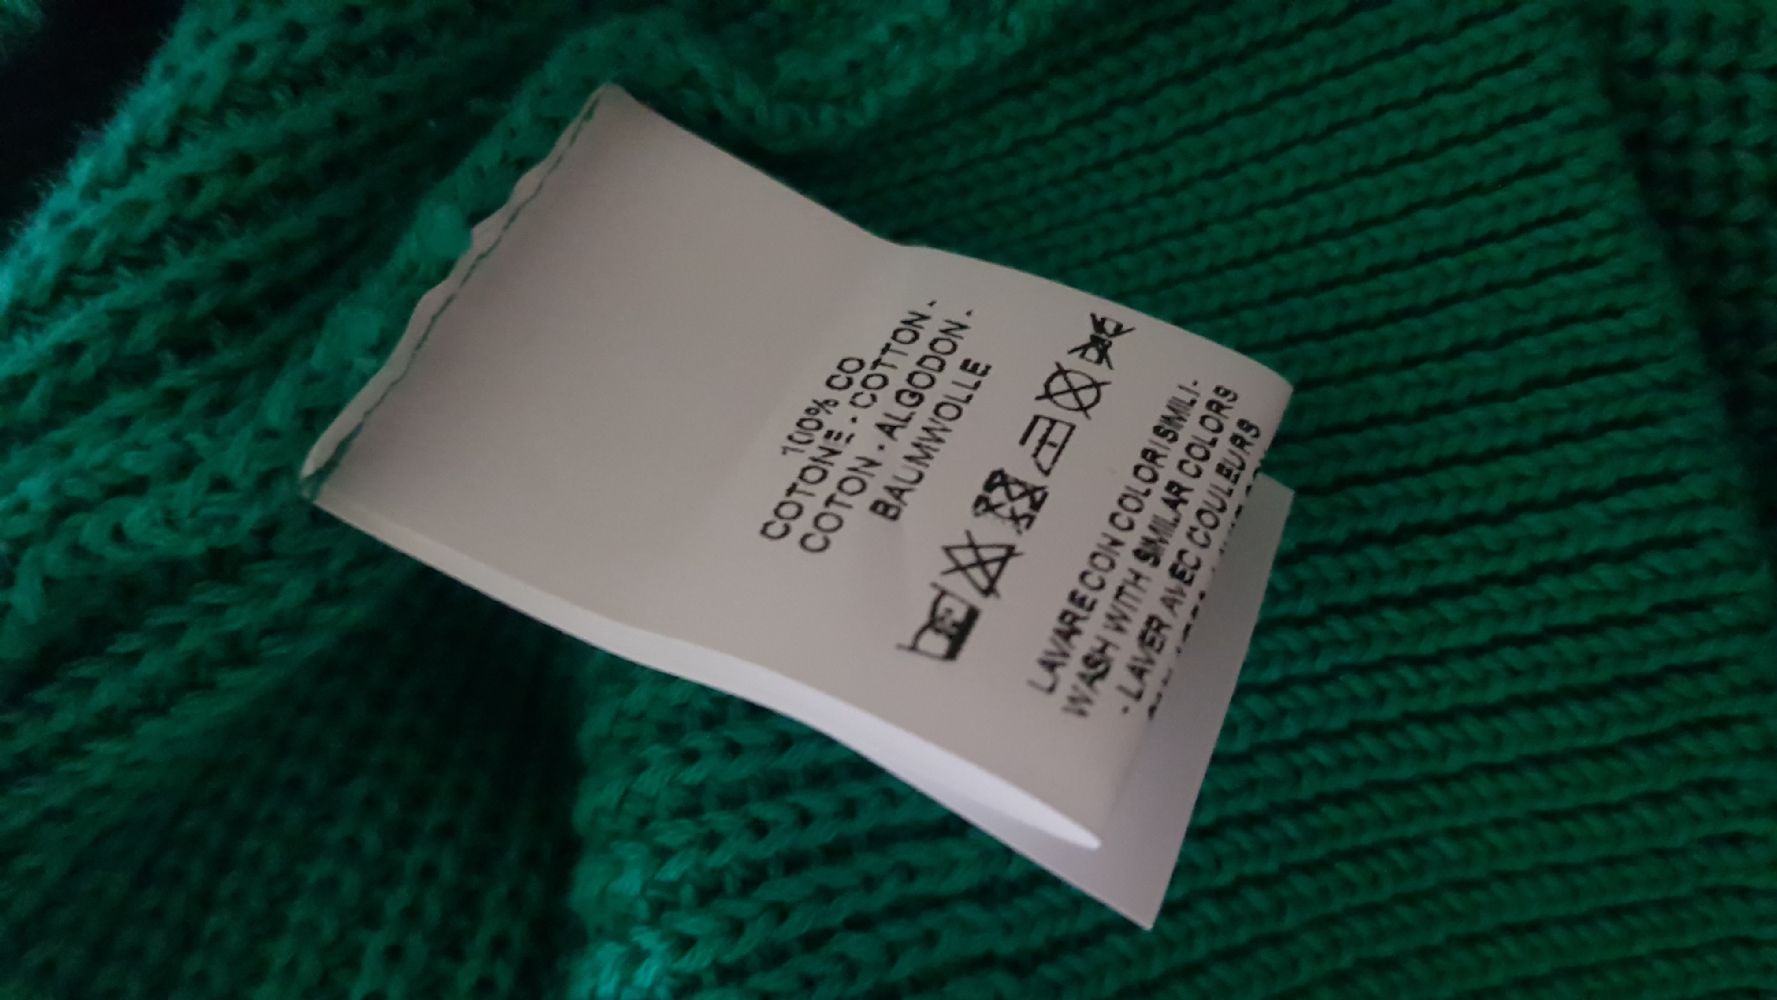 100% CO
COTONE - COTTON -
COTON - ALGODON -
BAUMWOLLE
LAVARE CON COLORI SIMILI -
WASH WITH SIMILAR COLORS
- LAVER AVEC COULEURS